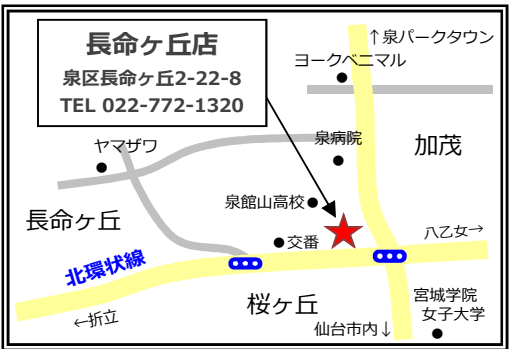 長命ヶ丘店
泉区長命ヶ丘2-22-8
TEL 022-772-1320
↑泉パークタウン
ヨークベニマル
ヤマザワ
泉病院
加茂
泉館山高校
長命ヶ丘
交番
八乙女→
北環状線
桜ヶ丘
宮城学院
女子大学
←折立
仙台市内↓